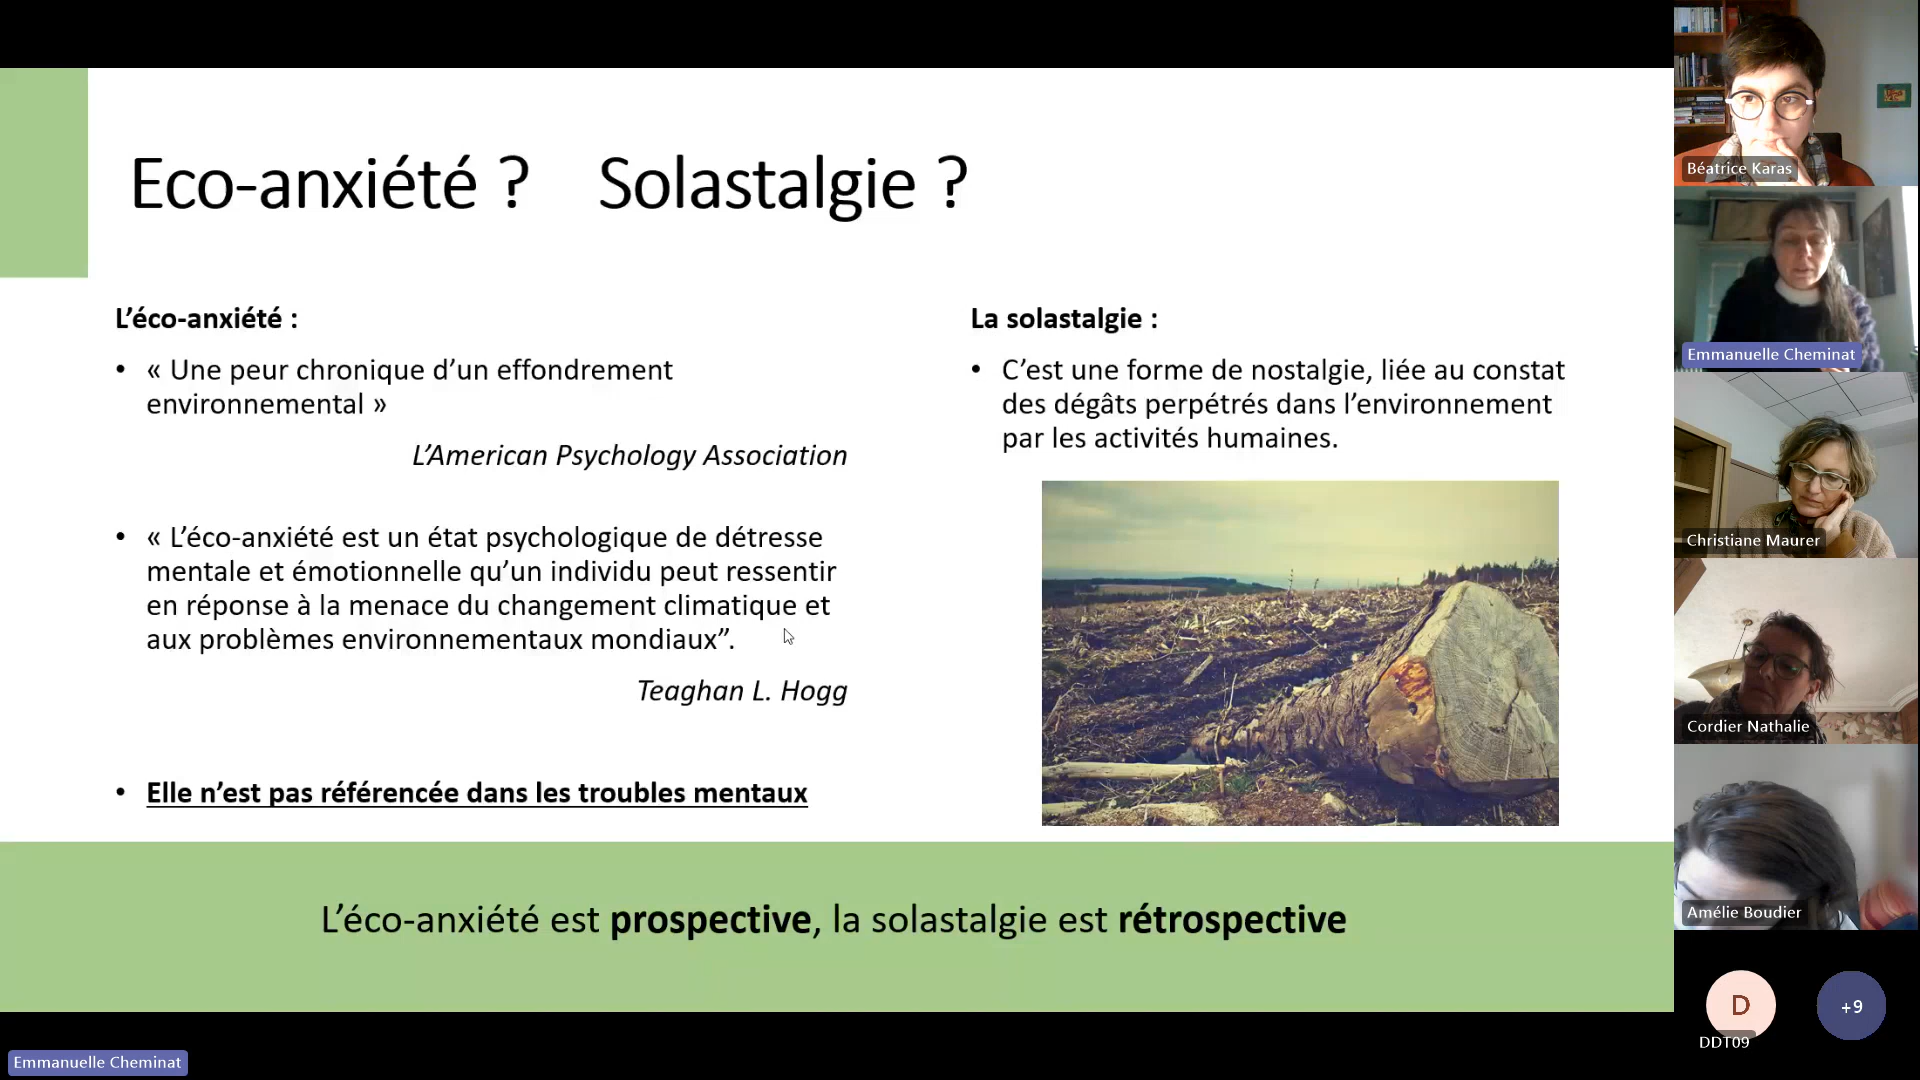 Eco-anxiété ? Solastalgie ?
L’éco-anxiété :
• « Une peur chronique d’un effondrement
environnemental »
L’American Psychology Association
• « L’éco-anxiété est un état psychologique de détresse
mentale et émotionnelle qu’un individu peut ressentir
en réponse à la menace du changement climatique et
aux problèmes environnementaux mondiaux”.
Teaghan L. Hogg
• Elle n’est pas référencée dans les troubles mentaux
La solastalgie :
• C’est une forme de nostalgie, liée au constat
des dégâts perpétrés dans l’environnement
par les activités humaines.
L’éco-anxiété est prospective, la solastalgie est rétrospective
Emmanuelle Cheminat
Béatrice Karas
Emmanuelle Cheminat
Christiane Maurer
Cordier Nathalie
Amélie Boudier
D
DDT09
+9